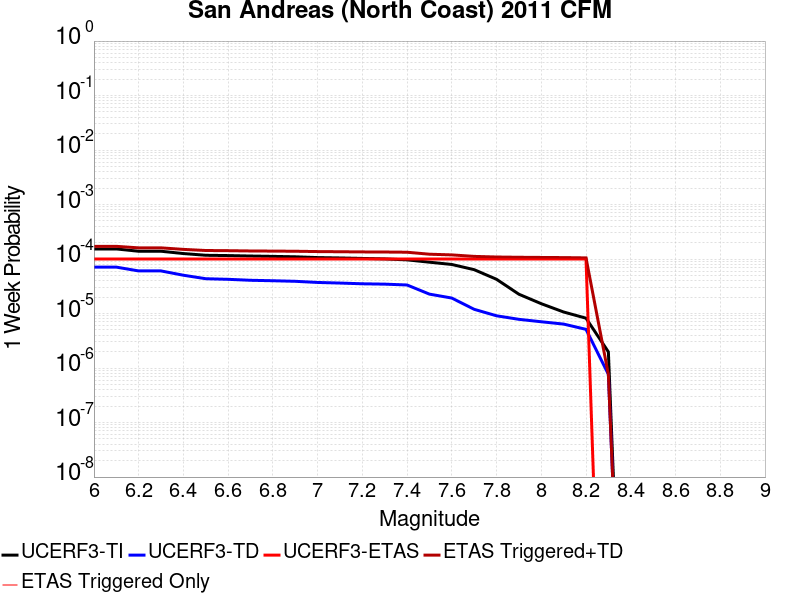 San Andreas (North Coast) 2011 CFM
1 Week Probability
10^0
10^-1
10^-2
10^-3
10^-4
10^-5
10^-6
10^-7
10^-8
6 6.2 6.4 6.6 6.8 7 7.2 7.4 7.6 7.8 8 8.2 8.4 8.6 8.8 9
Magnitude
UCERF3-TI UCERF3-TD UCERF3-ETAS ETAS Triggered+TD
ETAS Triggered Only